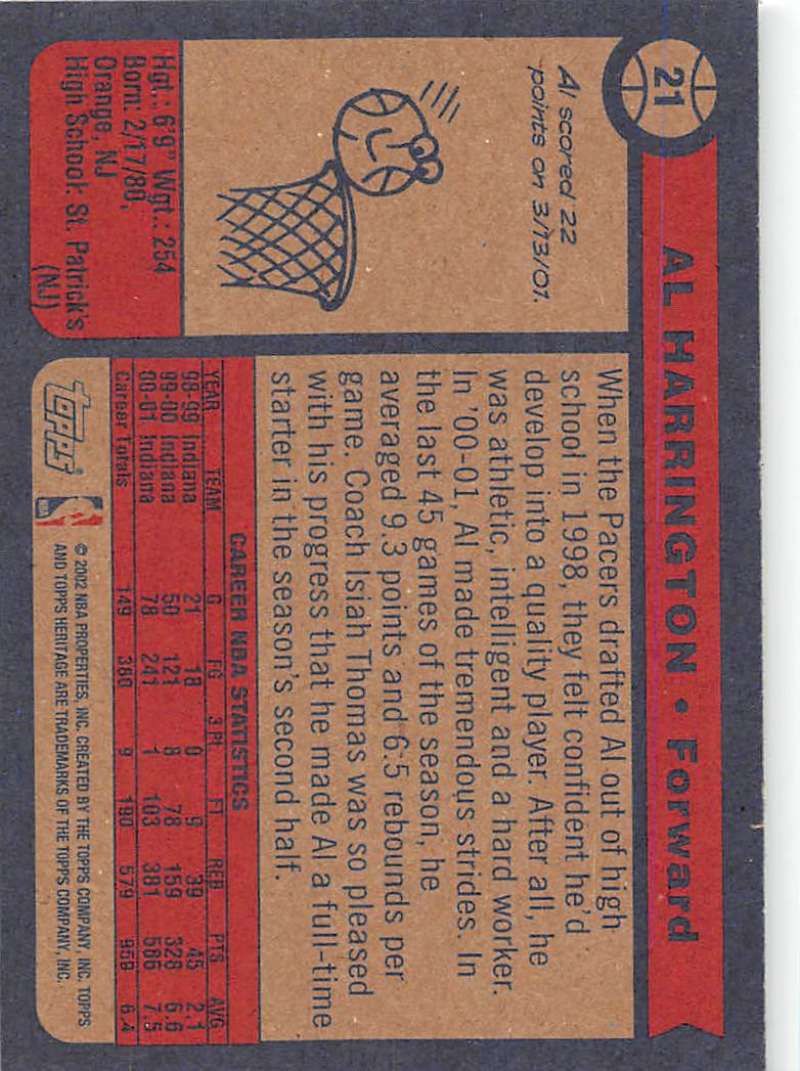 21
AL HARRINGTON • Forward
Al scored 22
points on 3/13/01.
Hgt.: 6'9" Wgt.: 254
Born: 2/17/80,
Orange, NJ
High School: St. Patrick's
(NJ)
When the Pacers drafted Al out of high
school in 1998, they felt confident he'd
develop into a quality player. After all, he
was athletic, intelligent and a hard worker.
In '00-01, Al made tremendous strides. In
the last 45 games of the season, he
averaged 9.3 points and 6.5 rebounds per
game. Coach Isiah Thomas was so pleased
with his progress that he made Al a full-time
starter in the season's second half.
CAREER NBA STATISTICS
YEAR TEAM G FG 3 Pt FT REB PTS AVG
98-99 Indiana 21 18 0 9 39 45 2.1
99-00 Indiana 50 121 8 78 159 328 6.6
00-01 Indiana 78 241 1 103 381 586 7.5
Career Totals 149 380 9 190 579 959 6.4
topps
© 2002 NBA PROPERTIES, INC. CREATED BY THE TOPPS COMPANY, INC. TOPPS
AND TOPPS HERITAGE ARE TRADEMARKS OF THE TOPPS COMPANY, INC.